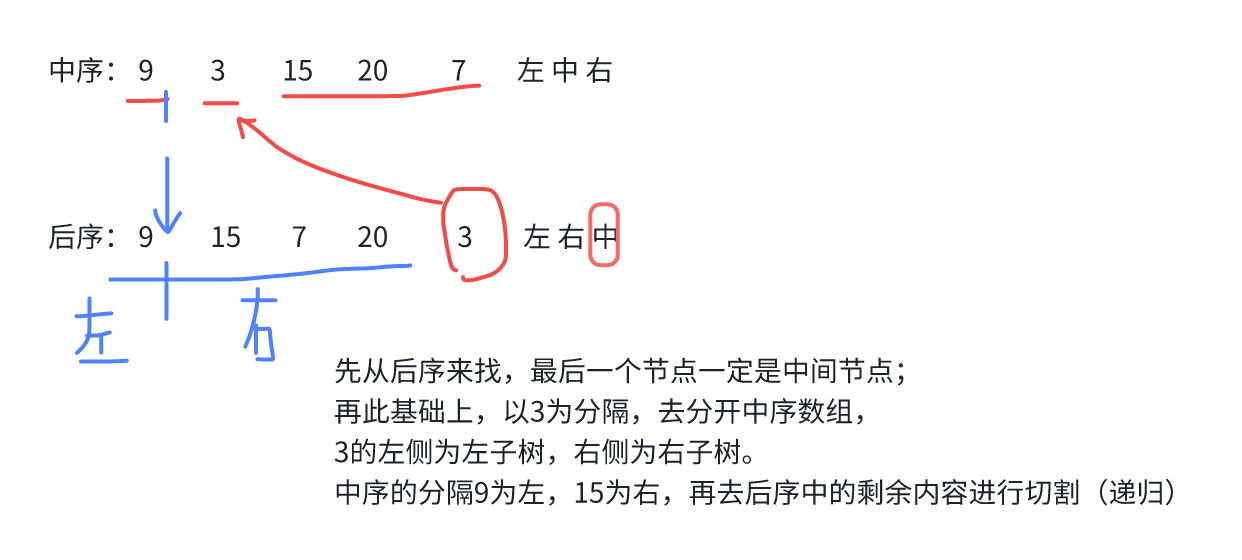 中序： 9 3 15 20 7 左 中 右
后序： 9 15 7 20 3 左 右 中
左 右
先从后序来找，最后一个节点一定是中间节点；
再此基础上，以3为分隔，去分开中序数组，
3的左侧为左子树，右侧为右子树。
中序的分隔9为左，15为右，再去后序中的剩余内容进行切割（递归）